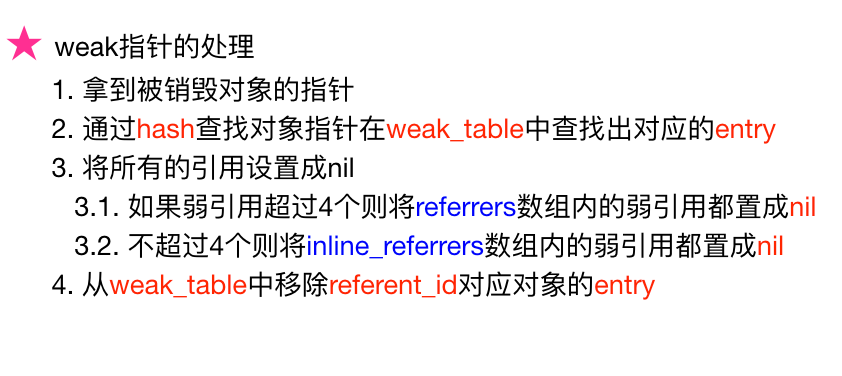 weak指针的处理
1. 拿到被销毁对象的指针
2. 通过hash查找对象指针在weak_table中查找出对应的entry
3. 将所有的引用设置成nil
3.1. 如果弱引用超过4个则将referrers数组内的弱引用都置成nil
3.2. 不超过4个则将inline_referrers数组内的弱引用都置成nil
4. 从weak_table中移除referent_id对应对象的entry